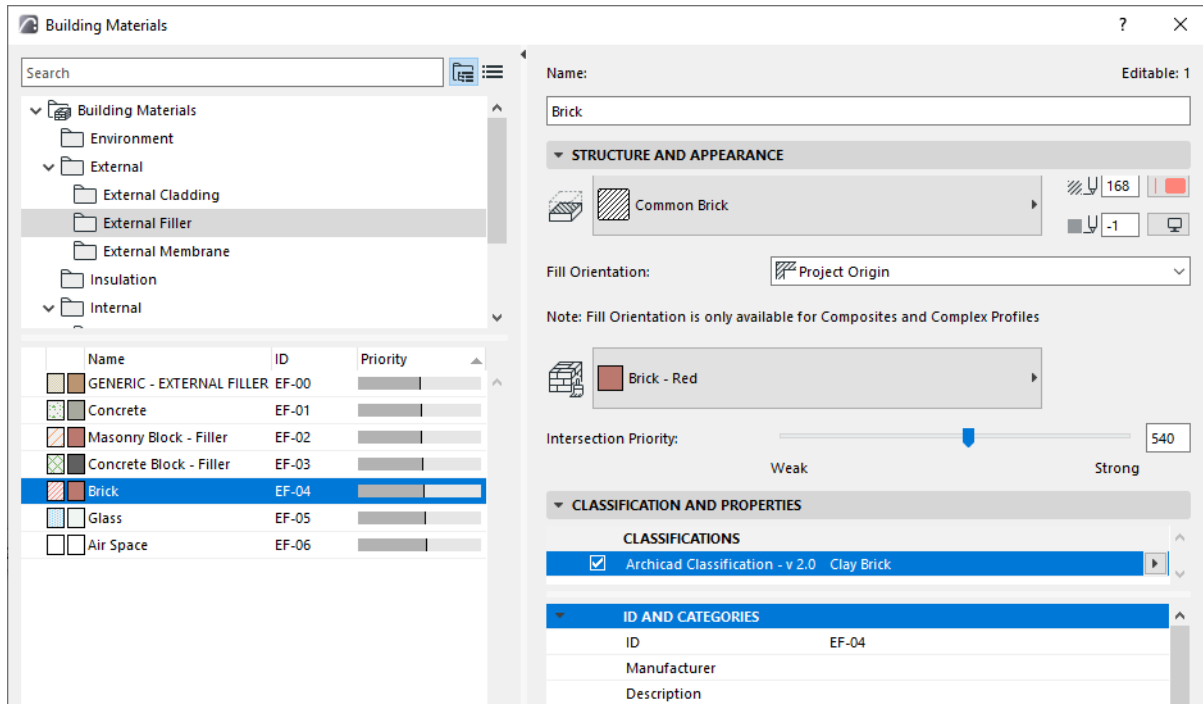 Building Materials
?
Search
Building Materials
Environment
External
External Cladding
External Filler
External Membrane
Insulation
Internal
Name ID Priority
GENERIC - EXTERNAL FILLER EF-00
Concrete EF-01
Masonry Block - Filler EF-02
Concrete Block - Filler EF-03
Brick EF-04
Glass EF-05
Air Space EF-06
Name: Editable: 1
Brick
STRUCTURE AND APPEARANCE
Common Brick 168
-1
Fill Orientation: Project Origin
Note: Fill Orientation is only available for Composites and Complex Profiles
Brick - Red
Intersection Priority: 540
Weak Strong
CLASSIFICATION AND PROPERTIES
CLASSIFICATIONS
Archicad Classification - v 2.0 Clay Brick
ID AND CATEGORIES
ID EF-04
Manufacturer
Description